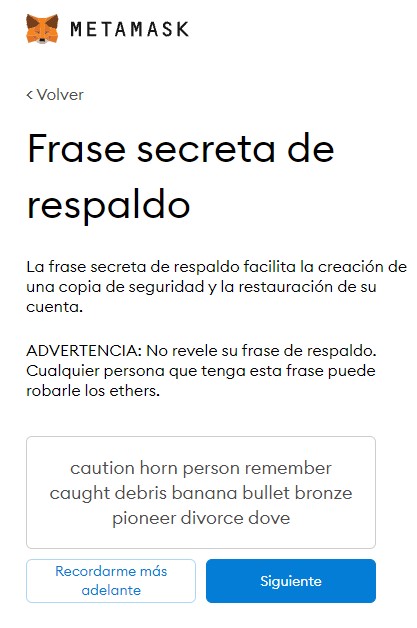 METAMASK
< Volver
Frase secreta de
respaldo
La frase secreta de respaldo facilita la creación de
una copia de seguridad y la restauración de su
cuenta.
ADVERTENCIA: No revele su frase de respaldo.
Cualquier persona que tenga esta frase puede
robarle los ethers.
caution horn person remember
caught debris banana bullet bronze
pioneer divorce dove
Recordarme más
adelante
Siguiente